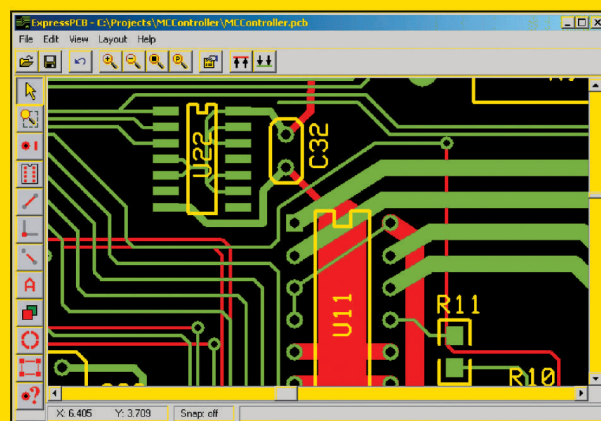 ExpressPCB - C:\Projects\MCController\MCController.pcb
File Edit View Layout Help
U22
C32
U11
R11
R10
X: 6.405 Y: 3.709 Snap: off